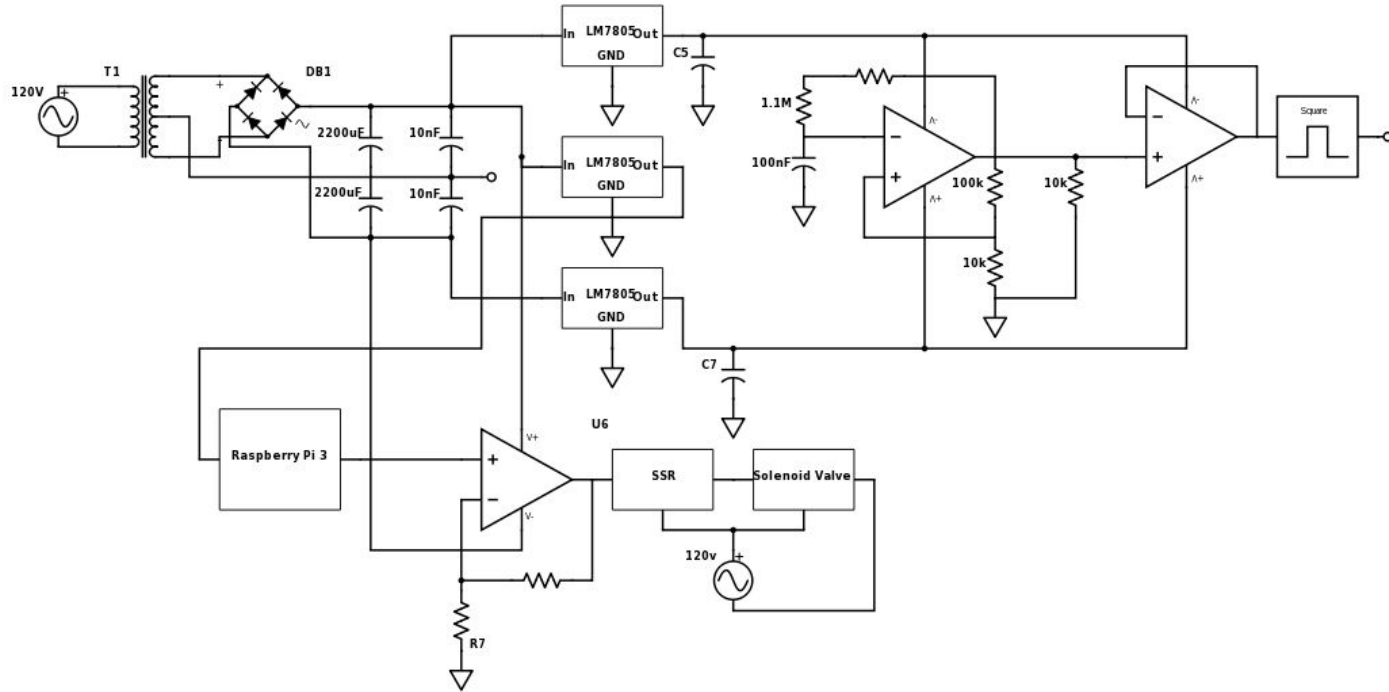 T1
120V
+
+
DB1
2200uF
10nF
2200uF
10nF
In LM7805 Out
GND
In LM7805
GND
In LM7805 Out
GND
C5
C7
1.1M
100nF
−
+
V-
V+
100k
10k
10k
−
+
V-
V+
Square
Raspberry Pi 3
U6
+
−
V+
V-
R7
SSR
Solenoid Valve
120v
+